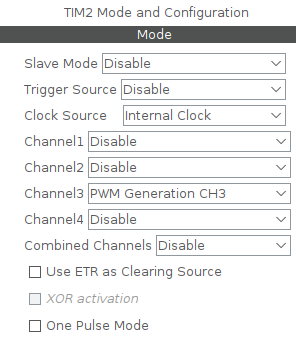 TIM2 Mode and Configuration
Mode
Slave Mode Disable
Trigger Source Disable
Clock Source Internal Clock
Channel1 Disable
Channel2 Disable
Channel3 PWM Generation CH3
Channel4 Disable
Combined Channels Disable
Use ETR as Clearing Source
XOR activation
One Pulse Mode